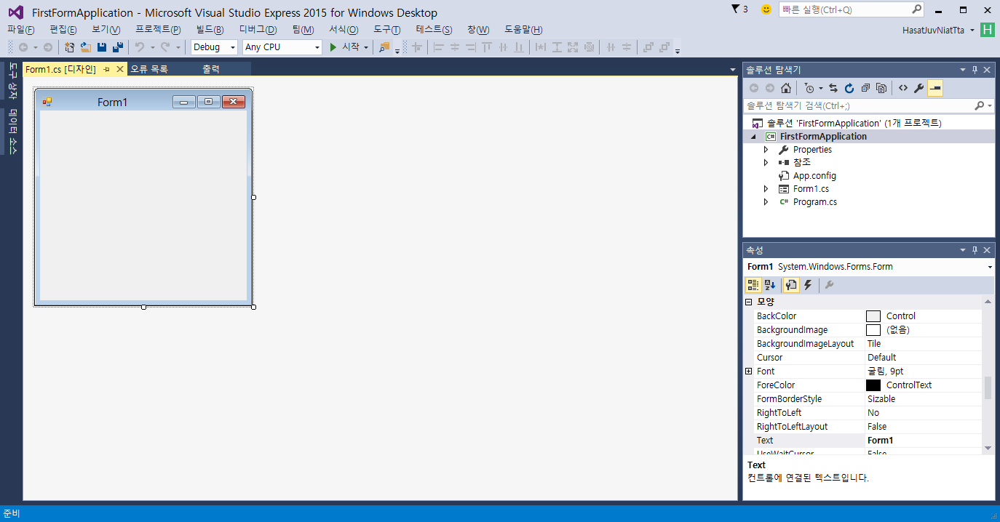 FirstFormApplication - Microsoft Visual Studio Express 2015 for Windows Desktop
3
빠른 실행(Ctrl+Q)
파일(F) 편집(E) 보기(V) 프로젝트(P) 빌드(B) 디버그(D) 팀(M) 서식(O) 도구(T) 테스트(S) 창(W) 도움말(H)
HasatJuvNiatTta
H
Debug Any CPU 시작
도구 상자
데이터 소스
Form1.cs [디자인] 오류 목록 출력
Form1
솔루션 탐색기
솔루션 탐색기 검색(Ctrl+;)
솔루션 'FirstFormApplication' (1개 프로젝트)
C# FirstFormApplication
Properties
참조
App.config
Form1.cs
C# Program.cs
속성
Form1 System.Windows.Forms.Form
모양
BackColor Control
BackgroundImage (없음)
BackgroundImageLayout Tile
Cursor Default
Font 굴림, 9pt
ForeColor ControlText
FormBorderStyle Sizable
RightToLeft No
RightToLeftLayout False
Text Form1
UseWaitCursor False
Text
컨트롤에 연결된 텍스트입니다.
준비